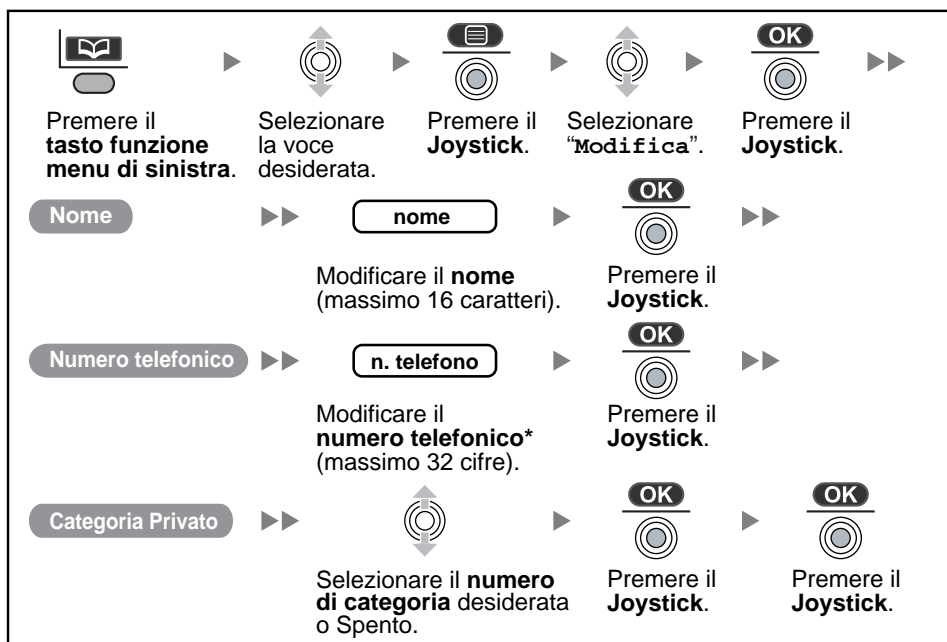 OK
Premere il
tasto funzione
menu di sinistra.
Selezionare
la voce
desiderata.
Premere il
Joystick.
Selezionare
“Modifica”.
Premere il
Joystick.
Nome
nome
OK
Modificare il nome
(massimo 16 caratteri).
Premere il
Joystick.
Numero telefonico
n. telefono
OK
Modificare il
numero telefonico*
(massimo 32 cifre).
Premere il
Joystick.
Categoria Privato
OK
OK
Selezionare il numero
di categoria desiderata
o Spento.
Premere il
Joystick.
Premere il
Joystick.